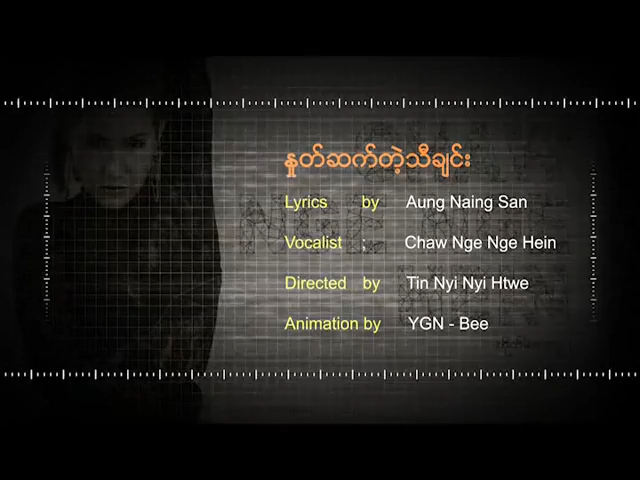 နှုတ်ဆက်တဲ့သီချင်း
Lyrics by Aung Naing San
Vocalist ; Chaw Nge Nge Hein
Directed by Tin Nyi Nyi Htwe
Animation by YGN - Bee